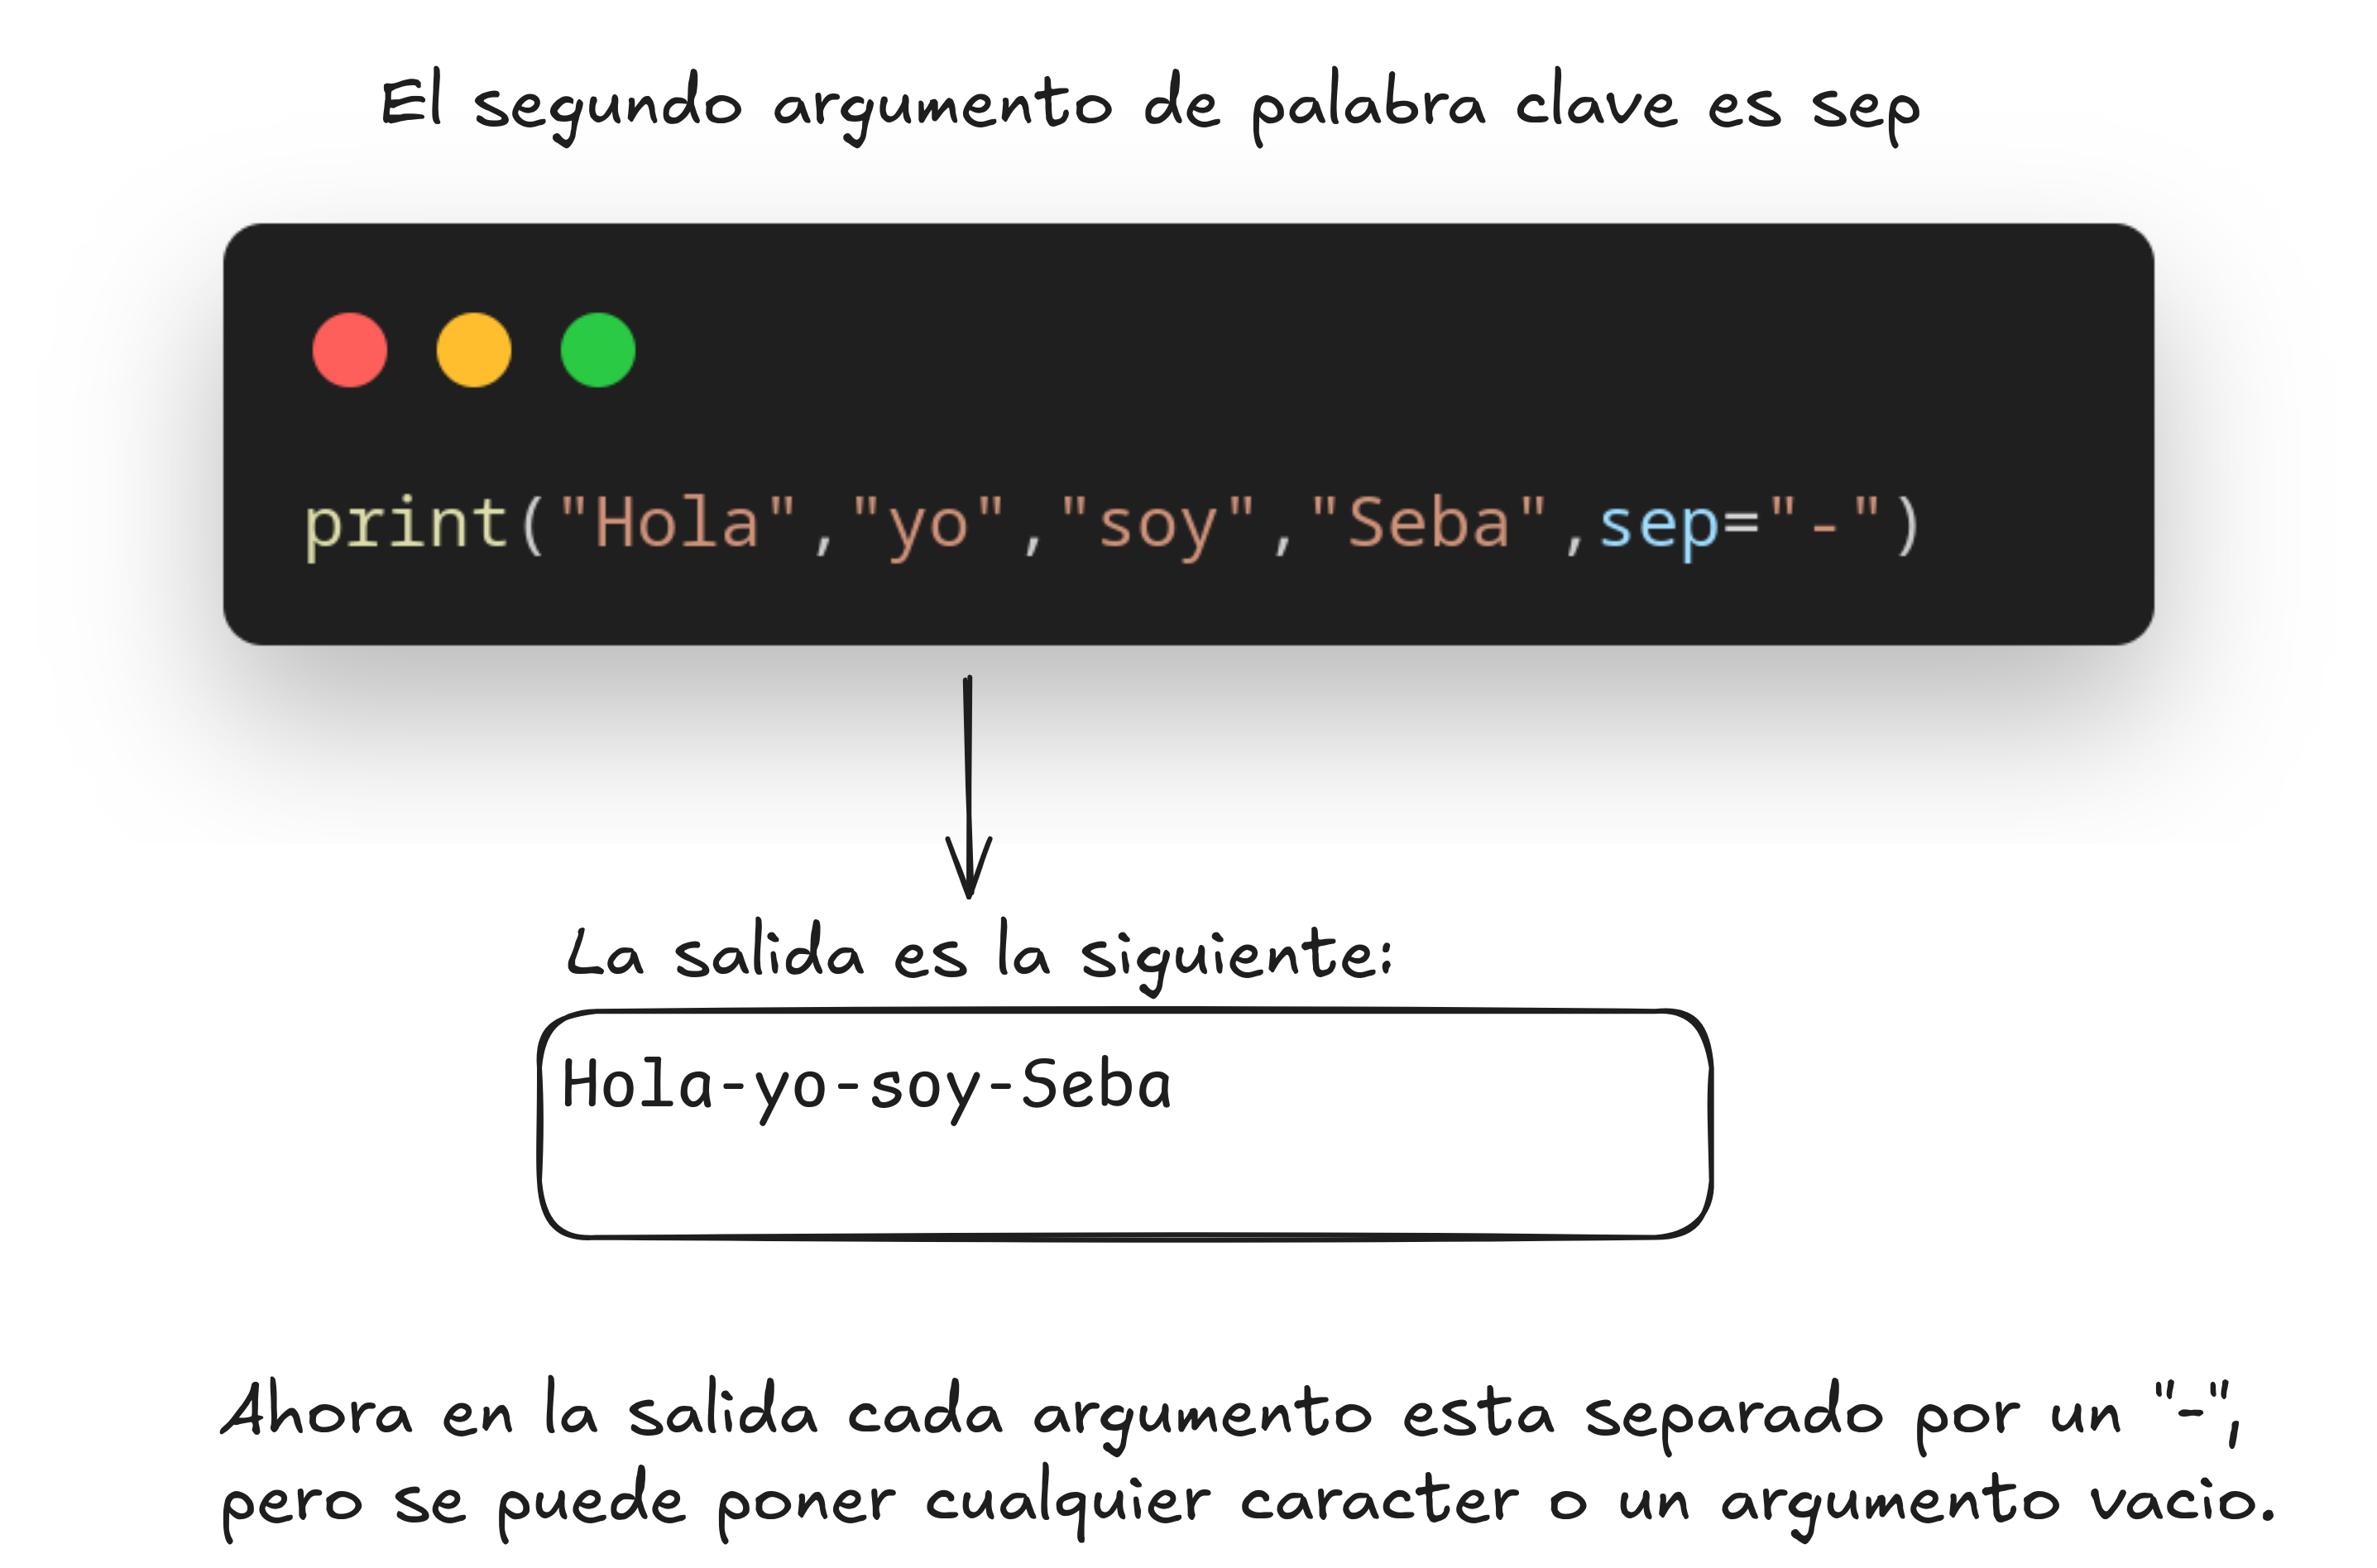 El segundo argumento de palabra clave es sep
print("Hola","yo","soy","Seba",sep="-")
La salida es la siguiente:
Hola-yo-soy-Seba
Ahora en la salida cada argumento esta separado por un "-",
pero se puede poner cualquier caracter o un argumento vacio.